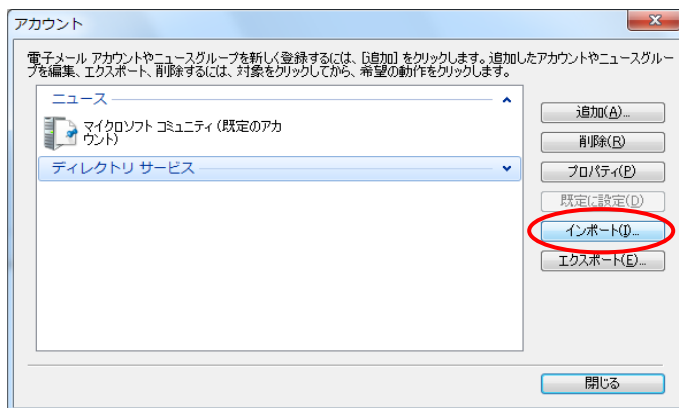 アカウント
電子メール アカウントやニュースグループを新しく登録するには、[追加] をクリックします。追加したアカウントやニュースグルー
プを編集、エクスポート、削除するには、対象をクリックしてから、希望の動作をクリックします。
ニュース
マイクロソフト コミュニティ (既定のアカ
ウント)
ディレクトリ サービス
追加(A)...
削除(R)
プロパティ(P)
既定に設定(D)
インポート(I)...
エクスポート(E)...
閉じる